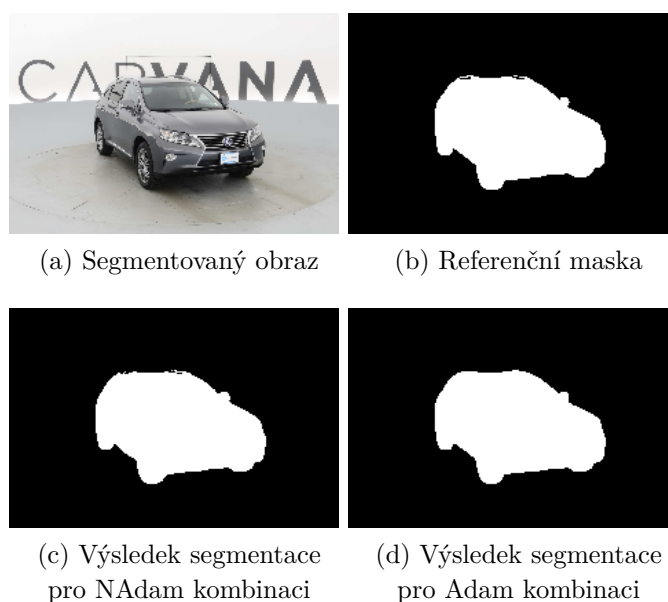 CARVANA
(a) Segmentovaný obraz
(b) Referenční maska
(c) Výsledek segmentace
pro NAdam kombinaci
(d) Výsledek segmentace
pro Adam kombinaci